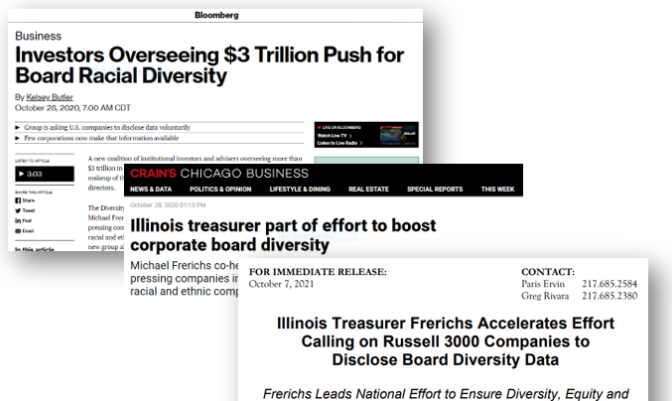 Bloomberg
Business
Investors Overseeing $3 Trillion Push for
Board Racial Diversity
By Kelsey Butler
October 28, 2020, 7:00 AM CDT
▶ Group is asking U.S. companies to disclose data voluntarily
▶ Few corporations now make that information available
LIVE ON BLOOMBERG
Watch Live TV >
Listen to Live Radio >
LISTEN TO ARTICLE
▶ 3:03
SHARE THIS ARTICLE
Share
Tweet
Post
Email
In this article
A new coalition of institutional investors and advisers overseeing more than
$3 trillion in
makeup of
directors.
The Diversity
Michael Frer
pressing com
racial and et
new group a
CRAIN'S CHICAGO BUSINESS
NEWS & DATA POLITICS & OPINION LIFESTYLE & DINING REAL ESTATE SPECIAL REPORTS THIS WEEK
October 28, 2020 01:13 PM
Illinois treasurer part of effort to boost
corporate board diversity
Michael Frerichs co-he
pressing companies in
racial and ethnic comp
FOR IMMEDIATE RELEASE: CONTACT:
October 7, 2021 Paris Ervin 217.685.2584
Greg Rivara 217.685.2380
Illinois Treasurer Frerichs Accelerates Effort
Calling on Russell 3000 Companies to
Disclose Board Diversity Data
Frerichs Leads National Effort to Ensure Diversity, Equity and